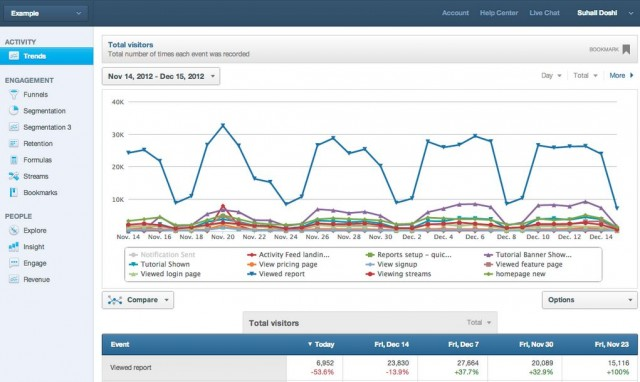 Example
Account Help Center Live Chat Suhail Doshi
ACTIVITY
Trends
ENGAGEMENT
Funnels
Segmentation
Segmentation 3
Retention
Formulas
Streams
Bookmarks
PEOPLE
Explore
Insight
Engage
Revenue
Total visitors
Total number of times each event was recorded
BOOKMARK
Nov 14, 2012 - Dec 15, 2012
Day Total More
40K
30K
20K
10K
Nov. 14 Nov. 16 Nov. 18 Nov. 20 Nov. 22 Nov. 24 Nov. 26 Nov. 28 Nov. 30 Dec. 2 Dec. 4 Dec. 6 Dec. 8 Dec. 10 Dec. 12 Dec. 14
Notification Sent Activity Feed landin... Reports setup - quic... Tutorial Banner Show...
Tutorial Shown View pricing page View signup Viewed feature page
Viewed login page Viewed report Viewing streams homepage new
Compare Options
Total visitors Total
Event Today Fri, Dec 14 Fri, Dec 7 Fri, Nov 30 Fri, Nov 23
Viewed report 6,952 23,830 27,664 20,089 15,116
-53.6% -13.9% +37.7% +32.9% +100%